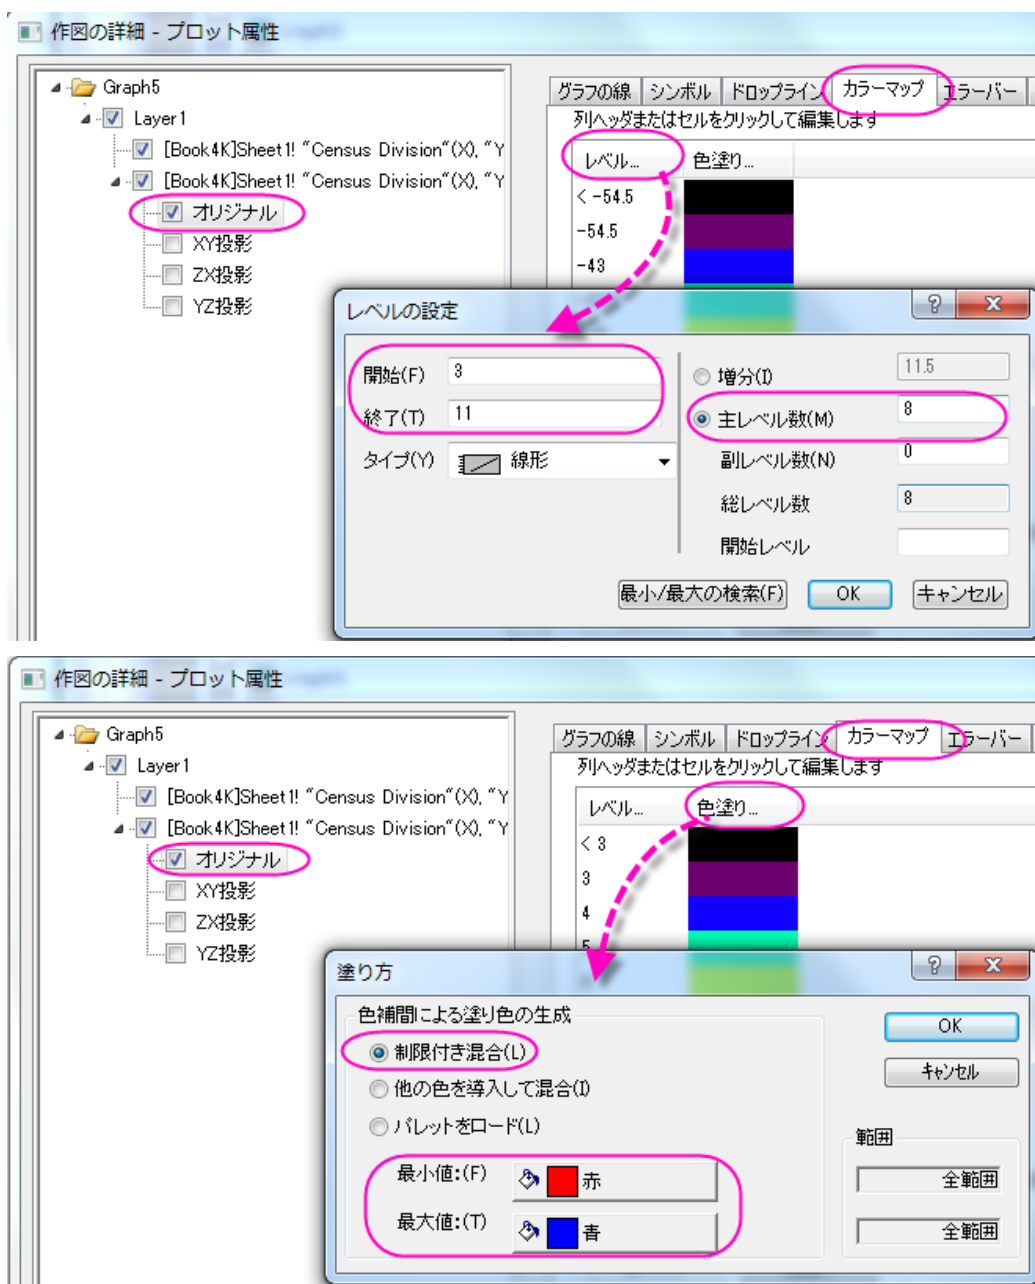 作図の詳細 - プロット属性
Graph5
Layer1
[Book4K]Sheet1! "Census Division"(X), "Y
[Book4K]Sheet1! "Census Division"(X), "Y
オリジナル
XY投影
ZX投影
YZ投影
グラフの線 シンボル ドロップライン カラーマップ エラーバー
列ヘッダまたはセルをクリックして編集します
レベル... 色塗り...
< -54.5
-54.5
-43
レベルの設定
開始(F) 3
終了(T) 11
タイプ(Y) 線形
増分(I) 11.5
主レベル数(M) 8
副レベル数(N) 0
総レベル数 8
開始レベル
最小/最大の検索(F) OK キャンセル
作図の詳細 - プロット属性
Graph5
Layer1
[Book4K]Sheet1! "Census Division"(X), "Y
[Book4K]Sheet1! "Census Division"(X), "Y
オリジナル
XY投影
ZX投影
YZ投影
グラフの線 シンボル ドロップライン カラーマップ エラーバー
列ヘッダまたはセルをクリックして編集します
レベル... 色塗り...
< 3
3
4
5
塗り方
色補間による塗り色の生成
制限付き混合(L)
他の色を導入して混合(I)
パレットをロード(L)
最小値:(F) 赤
最大値:(T) 青
OK
キャンセル
範囲
全範囲
全範囲